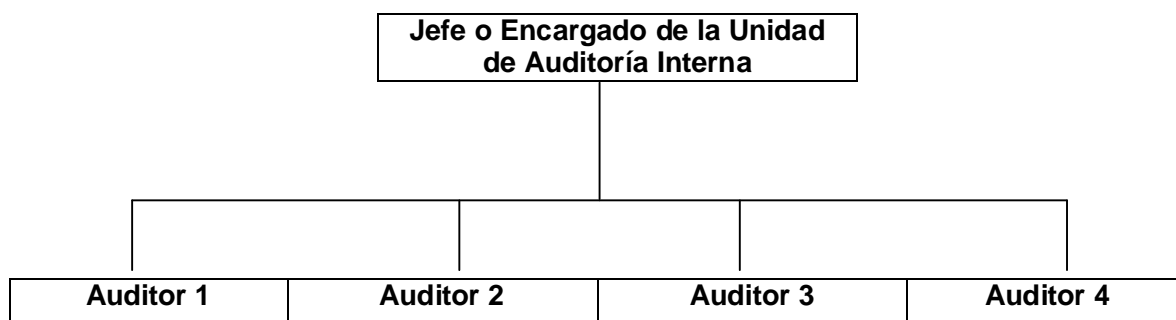 Jefe o Encargado de la Unidad
de Auditoría Interna
Auditor 1
Auditor 2
Auditor 3
Auditor 4